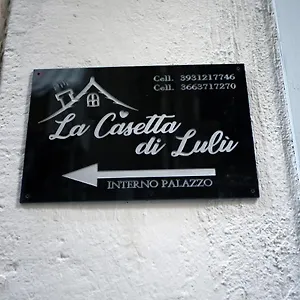 Cell. 3931217746
Cell. 3663717270
La Casetta
di Lulù
INTERNO PALAZZO